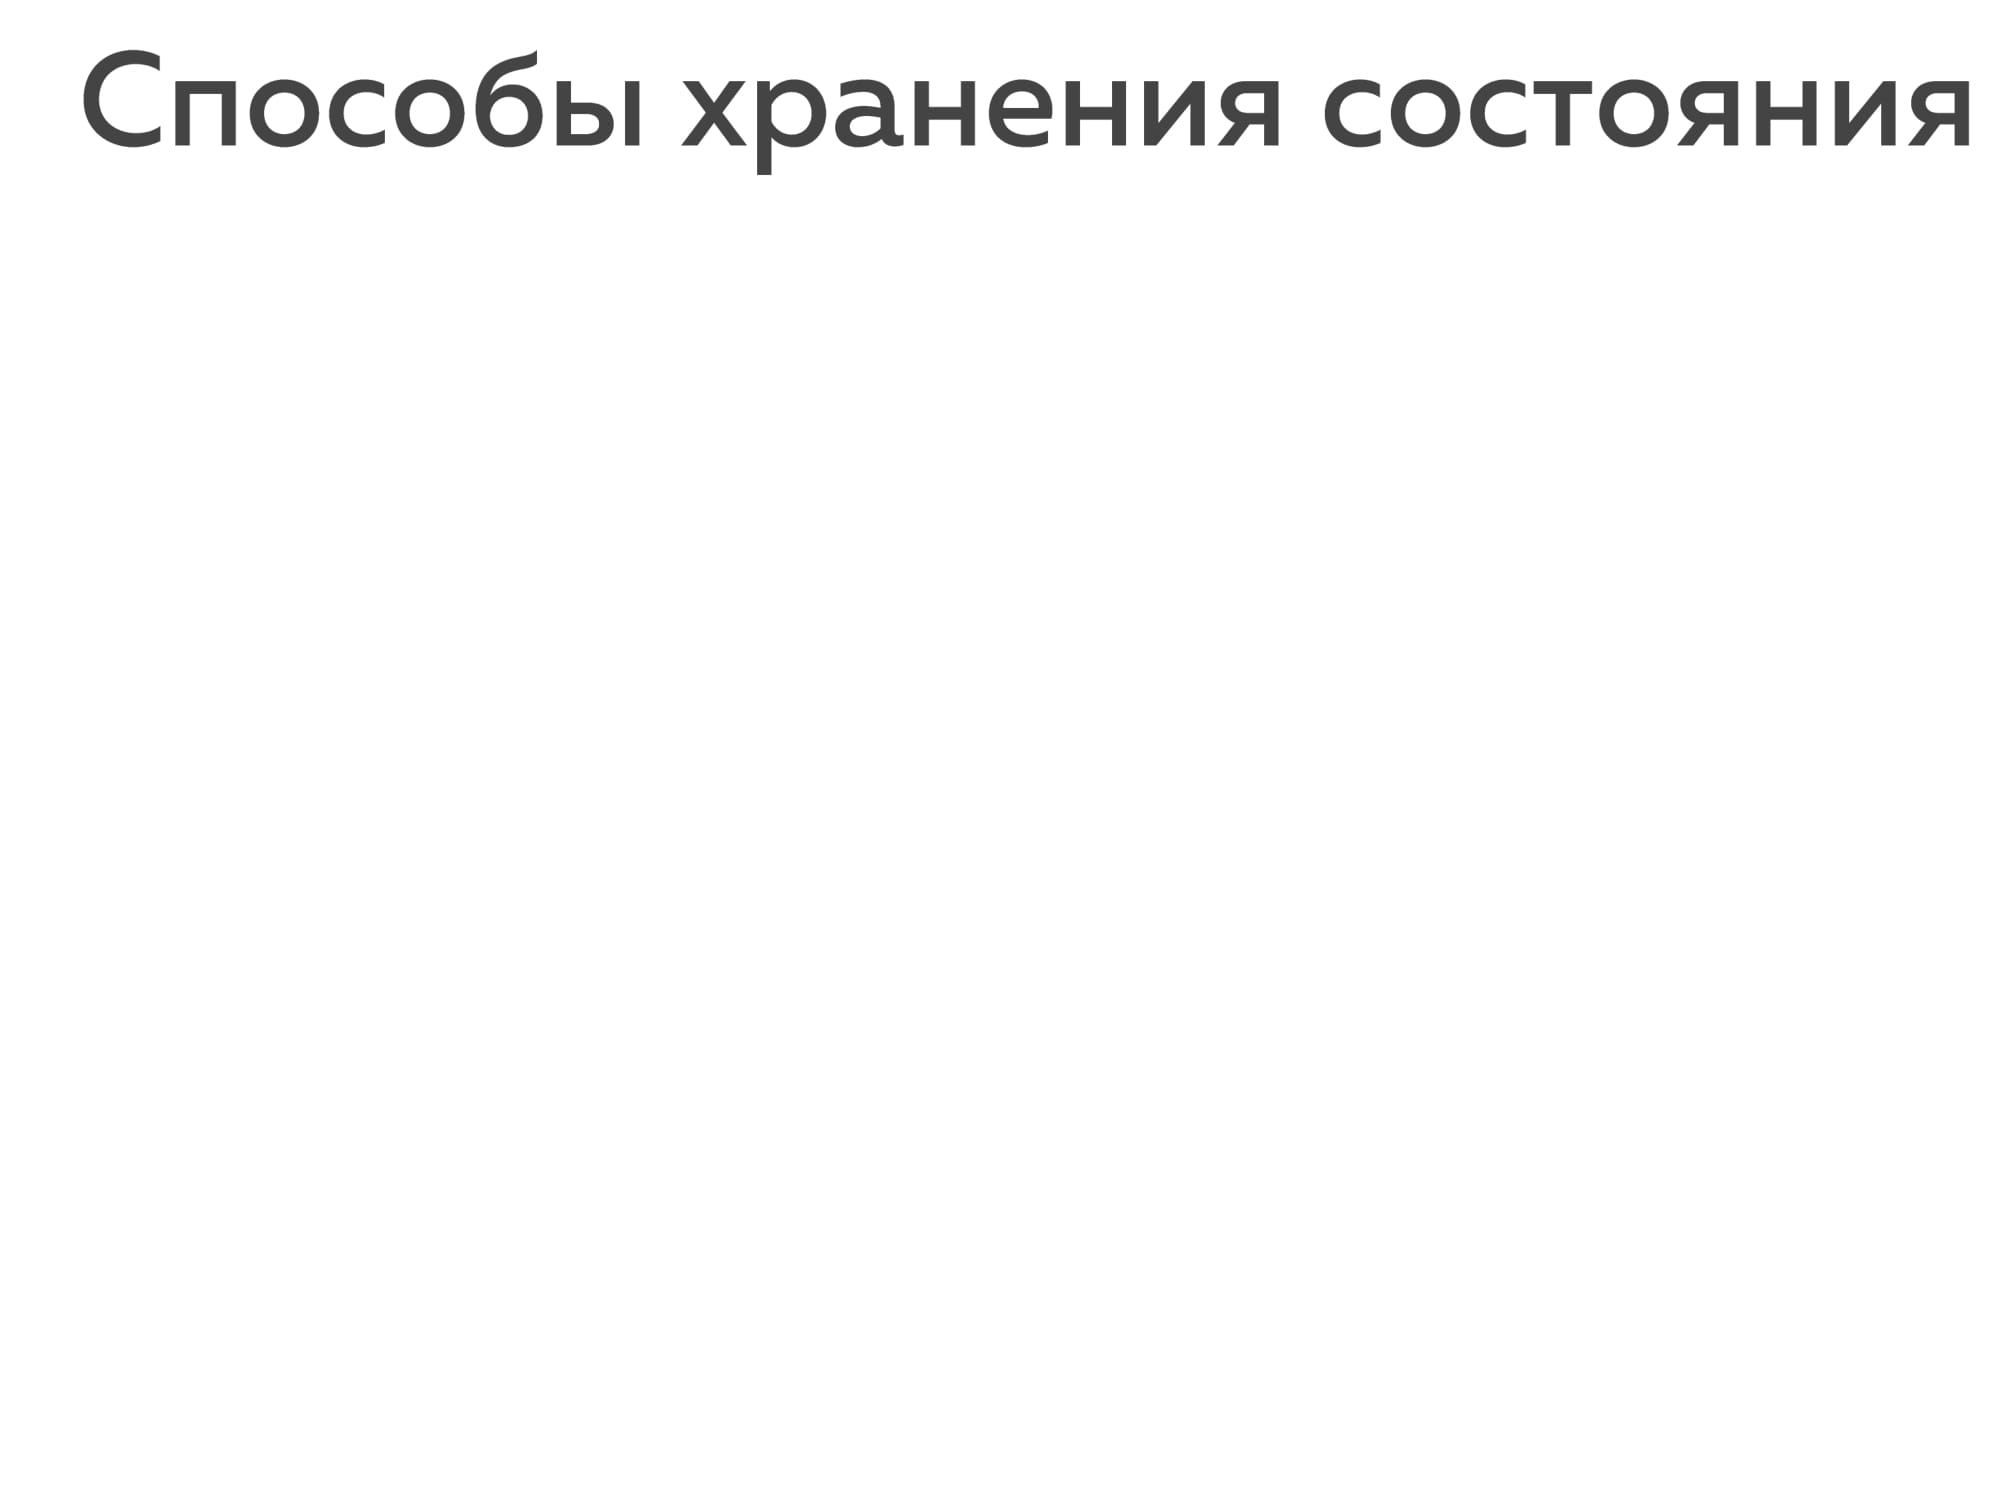 Способы хранения состояния